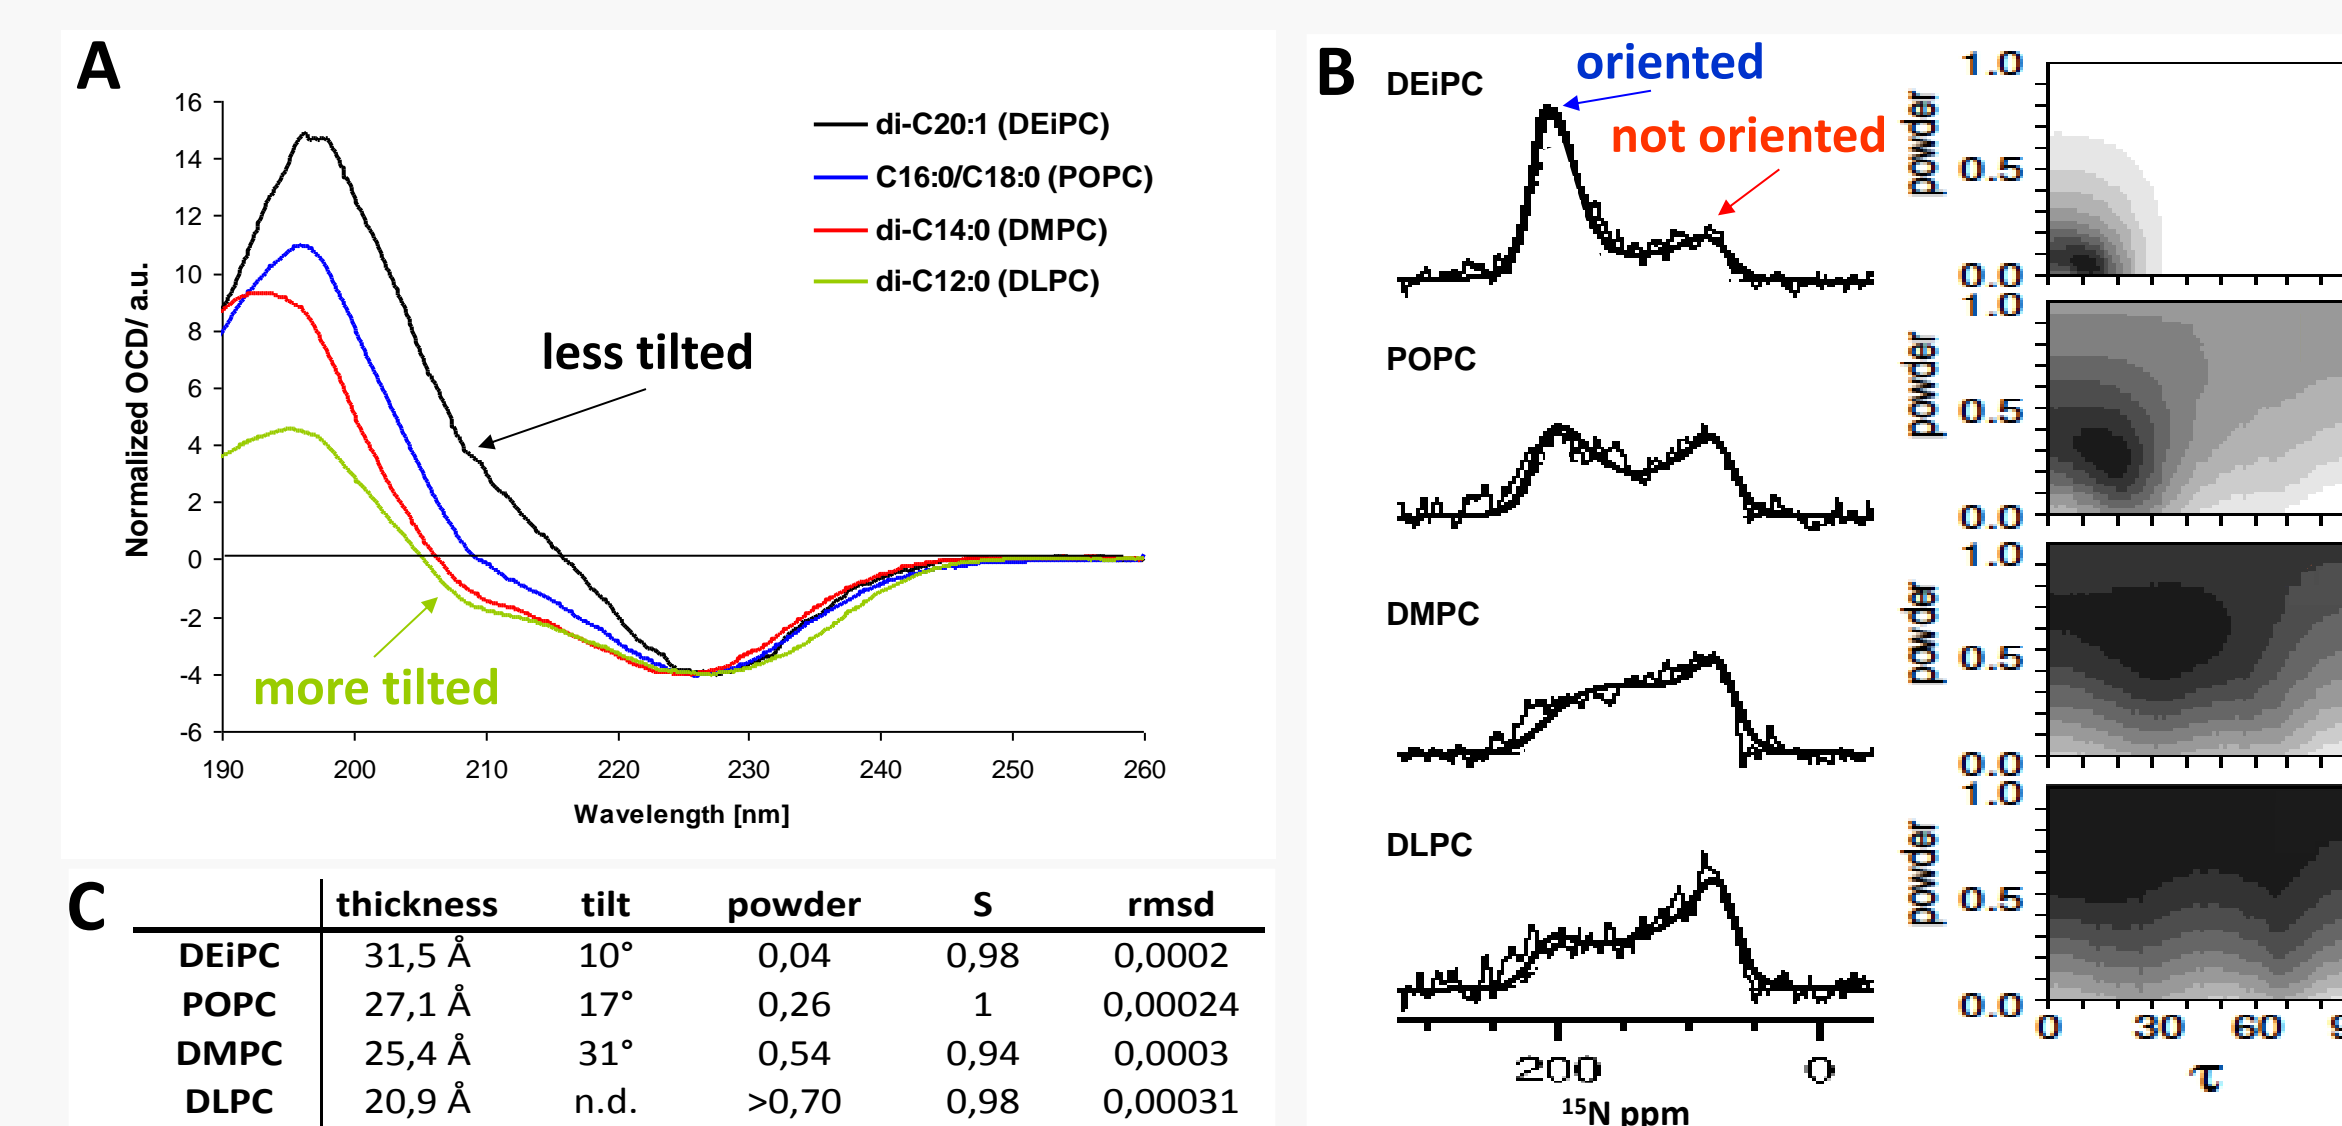 A
16
14
12
10
8
6
4
2
0
-2
-4
-6
190 200 210 220 230 240 250 260
Normalized OCD/ a.u.
Wavelength [nm]
di-C20:1 (DEiPC)
C16:0/C18:0 (POPC)
di-C14:0 (DMPC)
di-C12:0 (DLPC)
less tilted
more tilted
B
DEiPC
oriented
not oriented
POPC
DMPC
DLPC
200 0
15N ppm
powder
1.0
0.5
0.0
powder
1.0
0.5
0.0
powder
1.0
0.5
0.0
powder
1.0
0.5
0.0
0 30 60
τ
C
thickness tilt powder S rmsd
DEiPC 31,5 Å 10° 0,04 0,98 0,0002
POPC 27,1 Å 17° 0,26 1 0,00024
DMPC 25,4 Å 31° 0,54 0,94 0,0003
DLPC 20,9 Å n.d. >0,70 0,98 0,00031